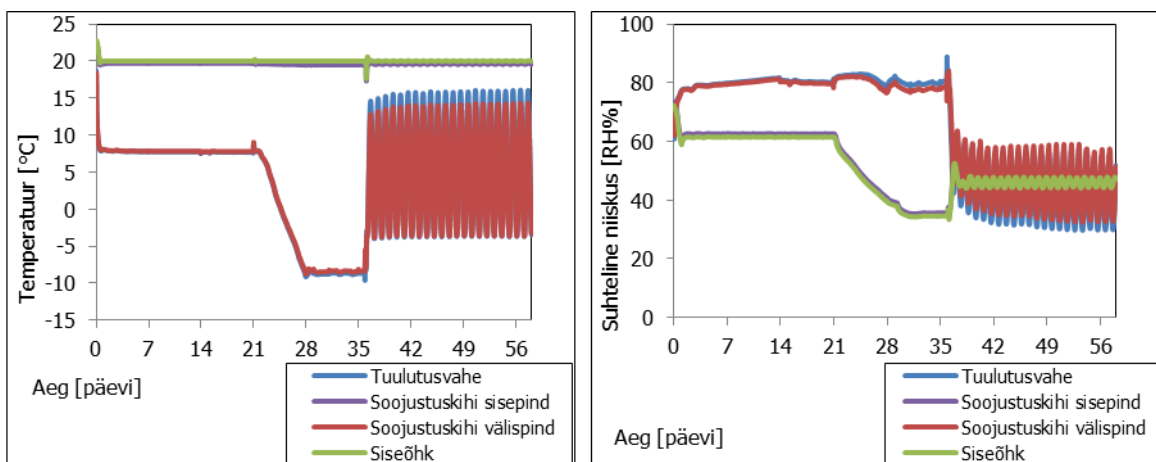 Temperatuur [°C]
25
20
15
10
5
0
-5
-10
-15
0 7 14 21 28 35 42 49 56
Aeg [päevi]
Tuulutusvahe
Soojustuskihi sisepind
Soojustuskihi välispind
Siseõhk
Suhteline niiskus [RH%]
100
80
60
40
20
0
0 7 14 21 28 35 42 49 56
Aeg [päevi]
Tuulutusvahe
Soojustuskihi sisepind
Soojustuskihi välispind
Siseõhk